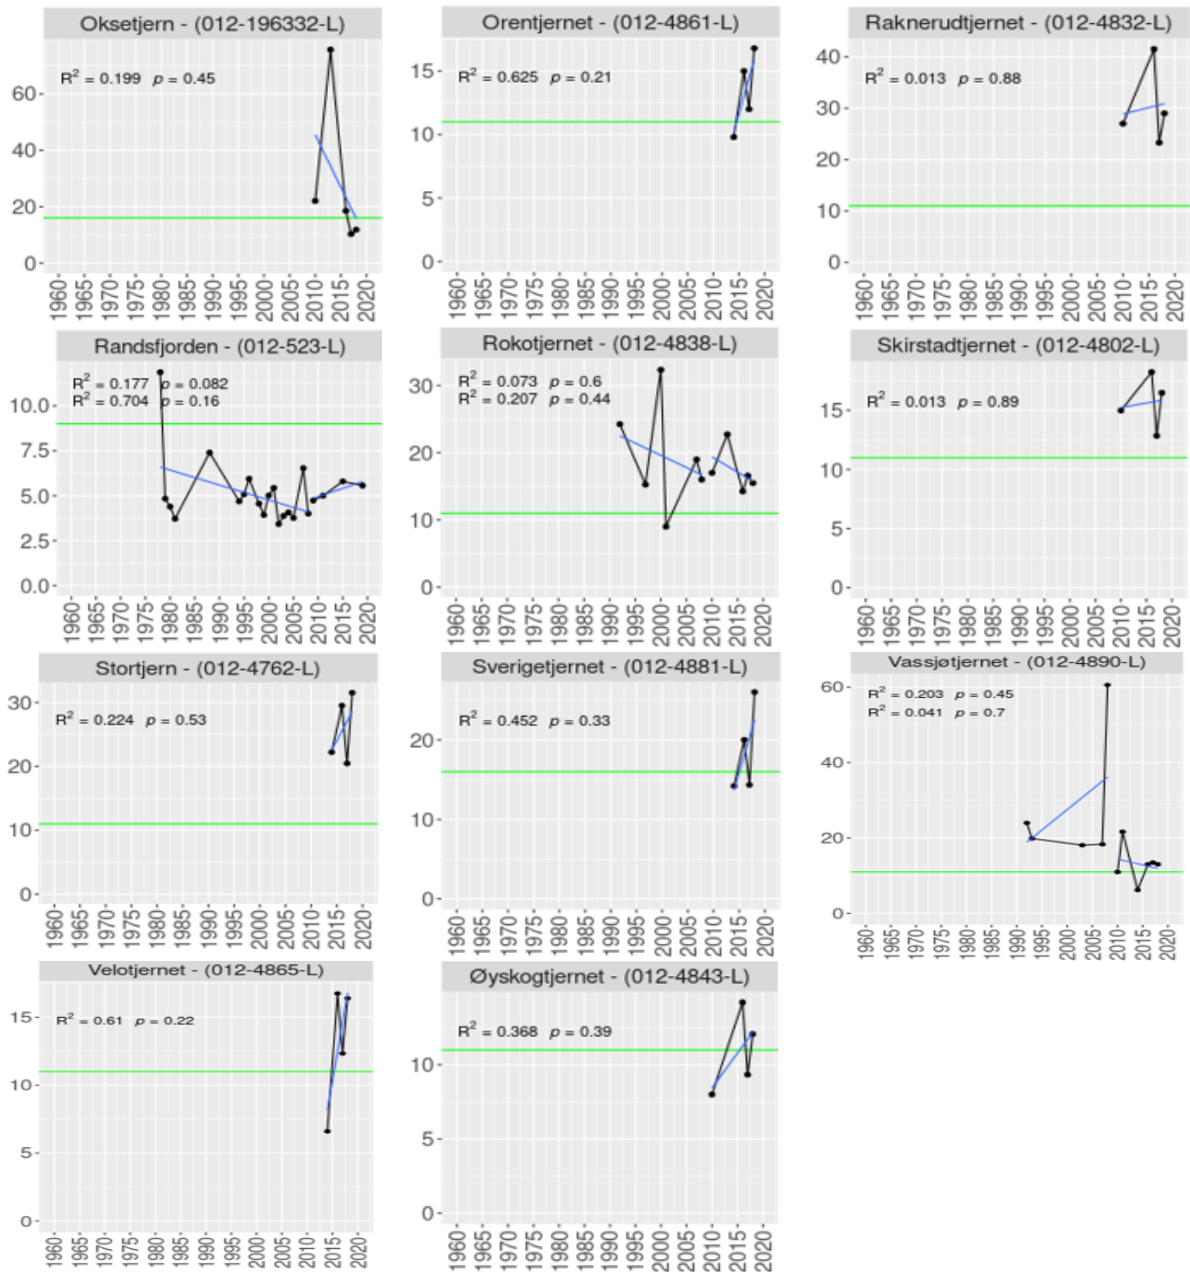 Oksetjern - (012-196332-L)
R² = 0.199 p = 0.45
60
40
20
0
1960 1965 1970 1975 1980 1985 1990 1995 2000 2005 2010 2015 2020
Orentjernet - (012-4861-L)
R² = 0.625 p = 0.21
15
10
5
0
1960 1965 1970 1975 1980 1985 1990 1995 2000 2005 2010 2015 2020
Raknerudtjernet - (012-4832-L)
R² = 0.013 p = 0.88
40
30
20
10
0
1960 1965 1970 1975 1980 1985 1990 1995 2000 2005 2010 2015 2020
Randsfjorden - (012-523-L)
R² = 0.177 p = 0.082
R² = 0.704 p = 0.16
10.0
7.5
5.0
2.5
0.0
1960 1965 1970 1975 1980 1985 1990 1995 2000 2005 2010 2015 2020
Rokotjernet - (012-4838-L)
R² = 0.073 p = 0.6
R² = 0.207 p = 0.44
30
20
10
0
1960 1965 1970 1975 1980 1985 1990 1995 2000 2005 2010 2015 2020
Skirstadtjernet - (012-4802-L)
R² = 0.013 p = 0.89
15
10
5
0
1960 1965 1970 1975 1980 1985 1990 1995 2000 2005 2010 2015 2020
Stortjern - (012-4762-L)
R² = 0.224 p = 0.53
30
20
10
0
1960 1965 1970 1975 1980 1985 1990 1995 2000 2005 2010 2015 2020
Sverigetjernet - (012-4881-L)
R² = 0.452 p = 0.33
20
10
0
1960 1965 1970 1975 1980 1985 1990 1995 2000 2005 2010 2015 2020
Vassjøtjernet - (012-4890-L)
R² = 0.203 p = 0.45
R² = 0.041 p = 0.7
60
40
20
0
1960 1965 1970 1975 1980 1985 1990 1995 2000 2005 2010 2015 2020
Velotjernet - (012-4865-L)
R² = 0.61 p = 0.22
15
10
5
0
1960 1965 1970 1975 1980 1985 1990 1995 2000 2005 2010 2015 2020
Øyskogtjernet - (012-4843-L)
R² = 0.368 p = 0.39
10
5
0
1960 1965 1970 1975 1980 1985 1990 1995 2000 2005 2010 2015 2020